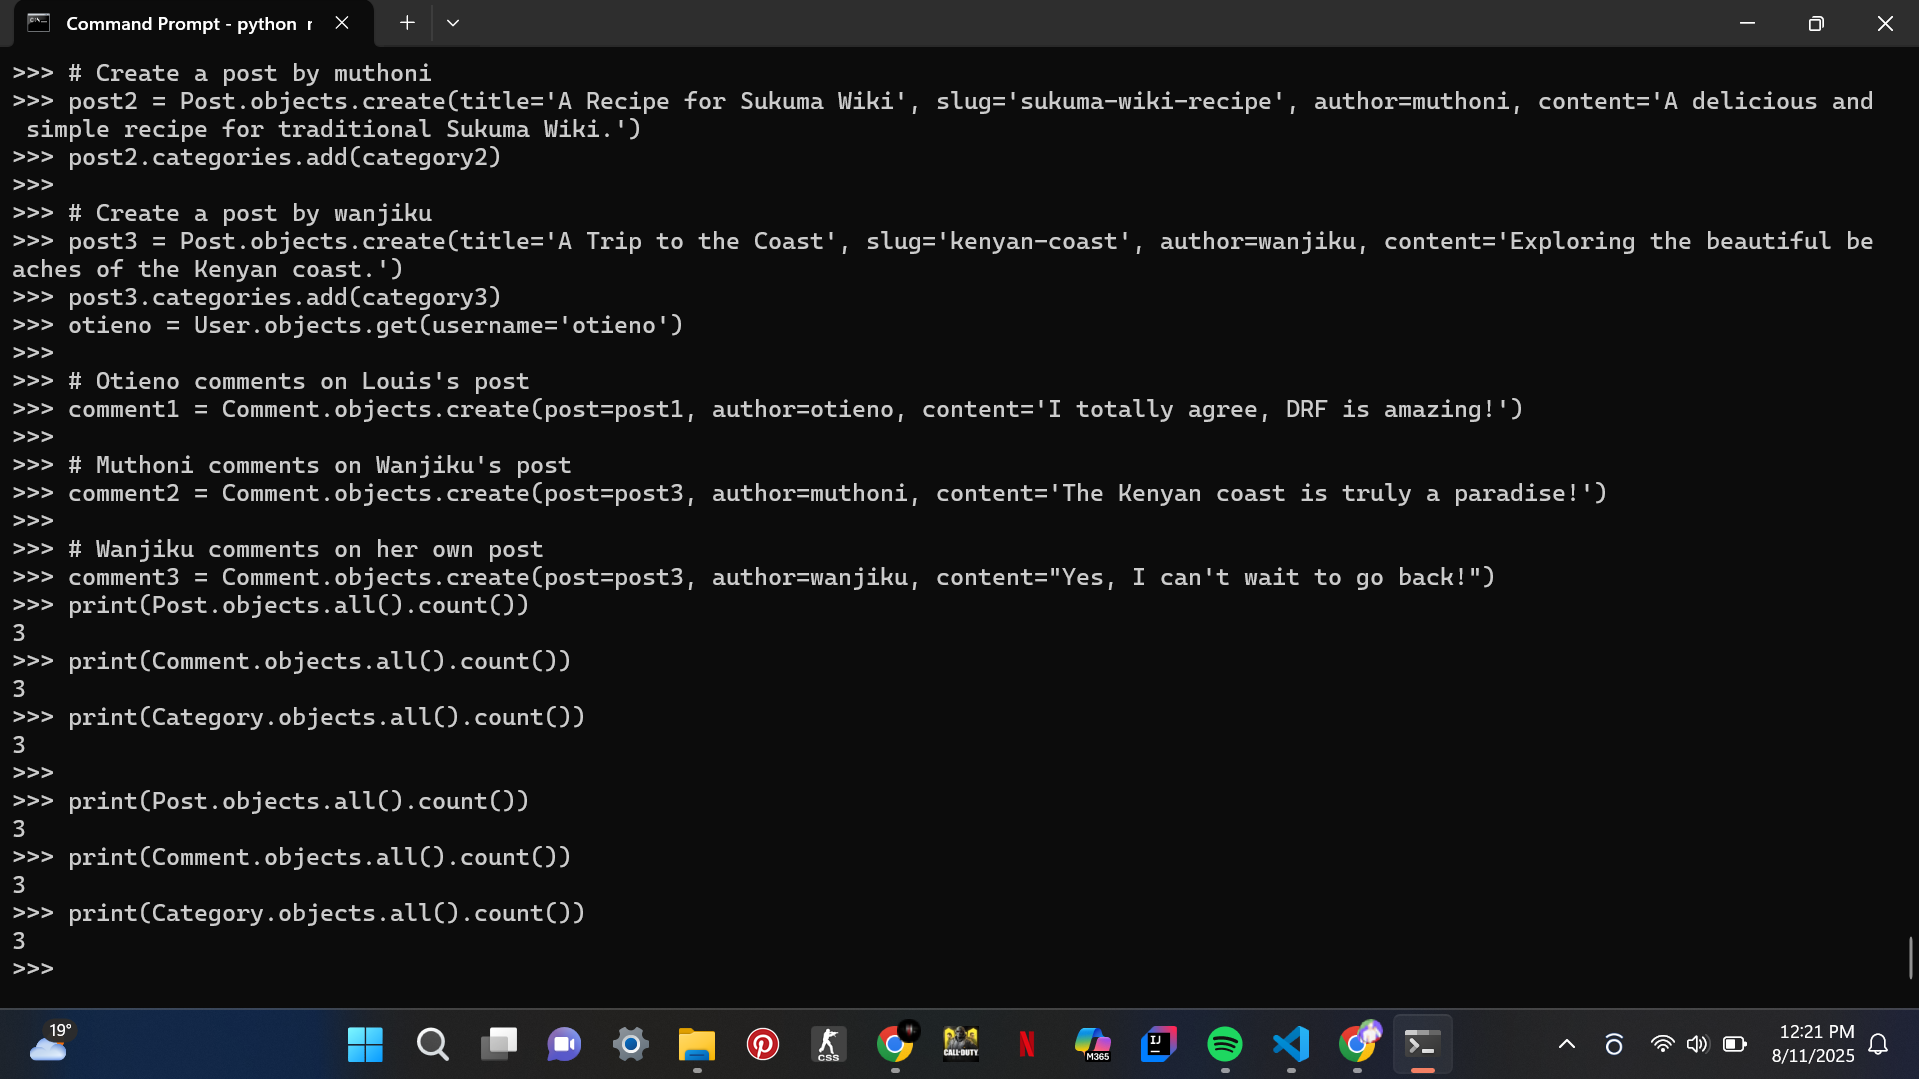 Command Prompt - python
>>> # Create a post by muthoni
>>> post2 = Post.objects.create(title='A Recipe for Sukuma Wiki', slug='sukuma-wiki-recipe', author=muthoni, content='A delicious and
 simple recipe for traditional Sukuma Wiki.')
>>> post2.categories.add(category2)
>>>
>>> # Create a post by wanjiku
>>> post3 = Post.objects.create(title='A Trip to the Coast', slug='kenyan-coast', author=wanjiku, content='Exploring the beautiful be
aches of the Kenyan coast.')
>>> post3.categories.add(category3)
>>> otieno = User.objects.get(username='otieno')
>>>
>>> # Otieno comments on Louis's post
>>> comment1 = Comment.objects.create(post=post1, author=otieno, content='I totally agree, DRF is amazing!')
>>>
>>> # Muthoni comments on Wanjiku's post
>>> comment2 = Comment.objects.create(post=post3, author=muthoni, content='The Kenyan coast is truly a paradise!')
>>>
>>> # Wanjiku comments on her own post
>>> comment3 = Comment.objects.create(post=post3, author=wanjiku, content="Yes, I can't wait to go back!")
>>> print(Post.objects.all().count())
3
>>> print(Comment.objects.all().count())
3
>>> print(Category.objects.all().count())
3
>>>
>>> print(Post.objects.all().count())
3
>>> print(Comment.objects.all().count())
3
>>> print(Category.objects.all().count())
3
>>>
19°
CSS
CALL·DUTY
N
M365
IJ
12:21 PM
8/11/2025